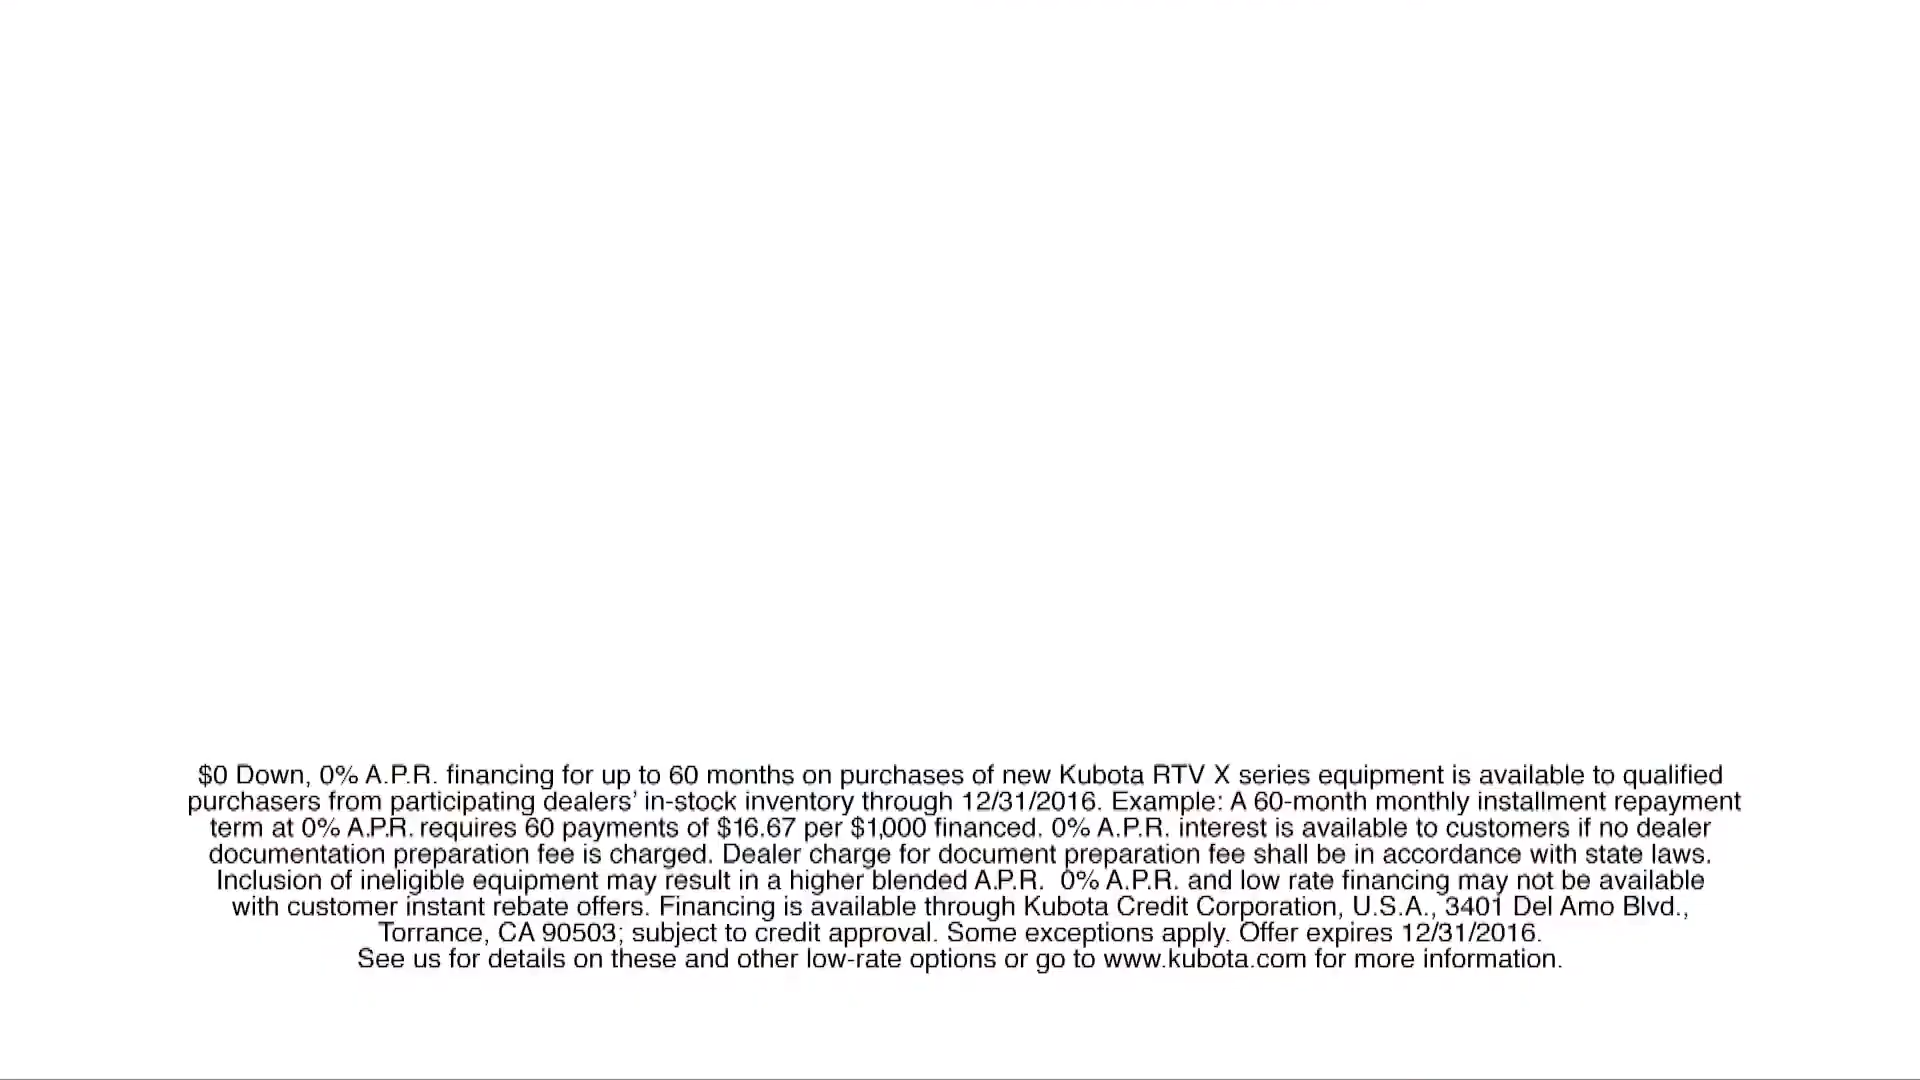 $0 Down, 0% A.P.R. financing for up to 60 months on purchases of new Kubota RTV X series equipment is available to qualified
purchasers from participating dealers’ in-stock inventory through 12/31/2016. Example: A 60-month monthly installment repayment
term at 0% A.P.R. requires 60 payments of $16.67 per $1,000 financed. 0% A.P.R. interest is available to customers if no dealer
documentation preparation fee is charged. Dealer charge for document preparation fee shall be in accordance with state laws.
Inclusion of ineligible equipment may result in a higher blended A.P.R.  0% A.P.R. and low rate financing may not be available
with customer instant rebate offers. Financing is available through Kubota Credit Corporation, U.S.A., 3401 Del Amo Blvd.,
Torrance, CA 90503; subject to credit approval. Some exceptions apply. Offer expires 12/31/2016.
See us for details on these and other low-rate options or go to www.kubota.com for more information.